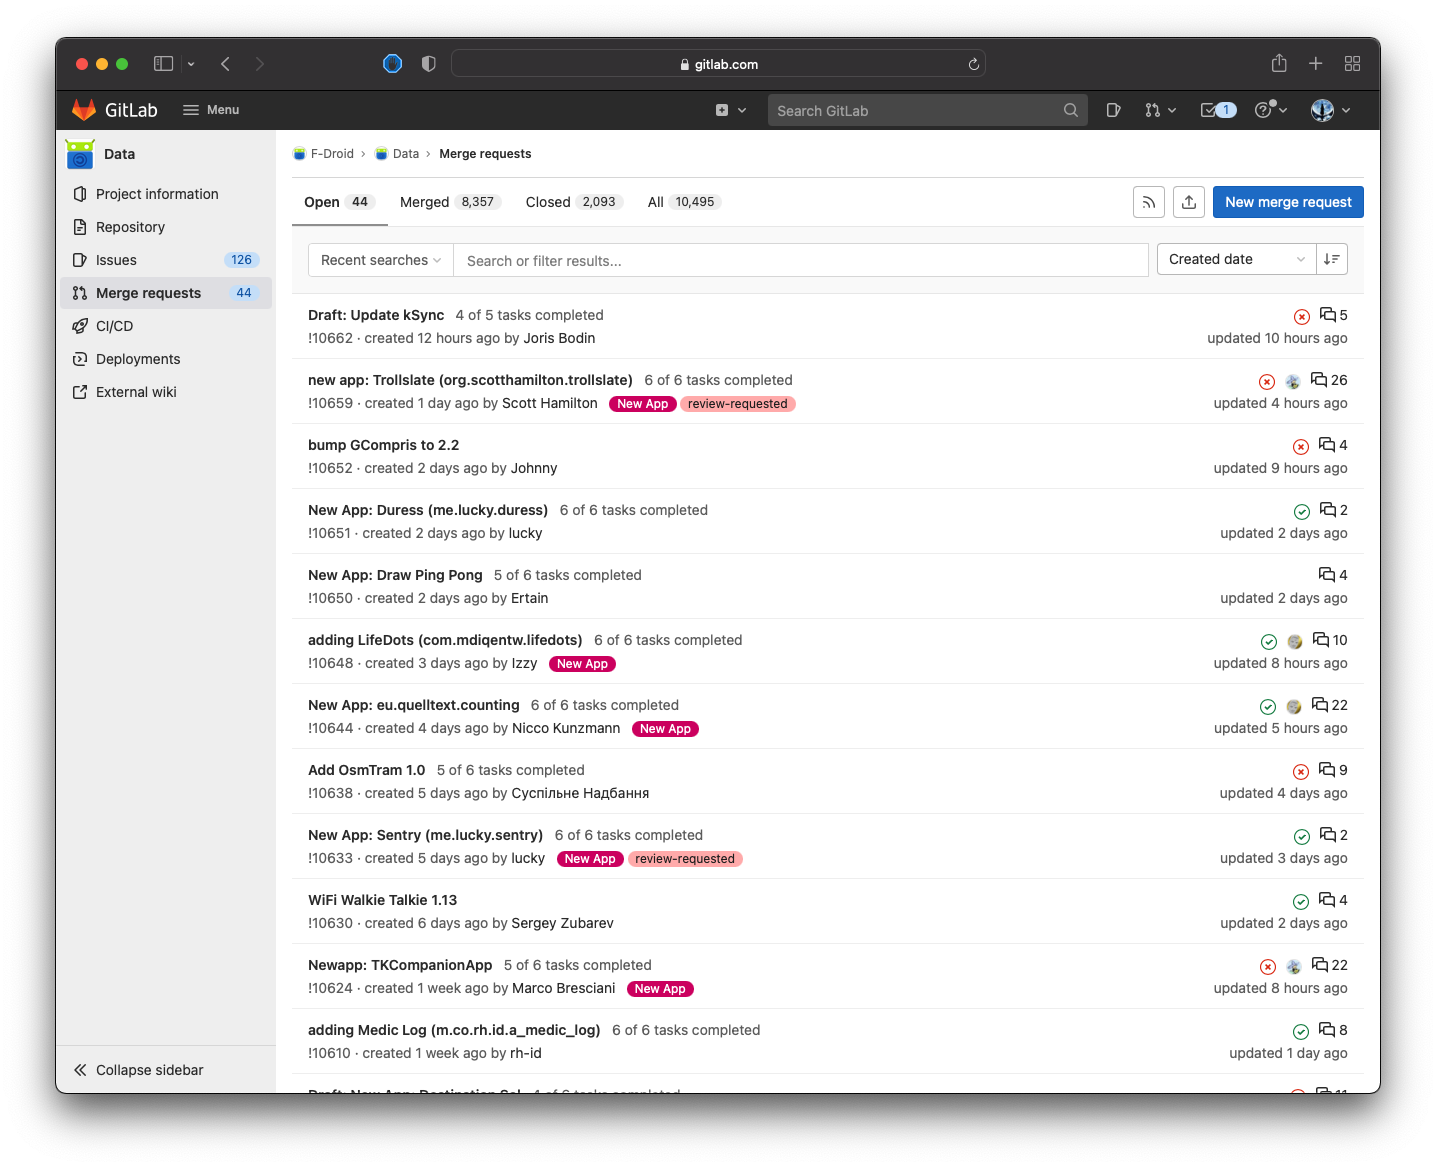 gitlab.com
GitLab Menu Search GitLab 1
Data
Project information
Repository
Issues 126
Merge requests 44
CI/CD
Deployments
External wiki
Collapse sidebar
F-Droid › Data › Merge requests
Open 44 Merged 8,357 Closed 2,093 All 10,495 New merge request
Recent searches Search or filter results... Created date
Draft: Update kSync 4 of 5 tasks completed 5
!10662 · created 12 hours ago by Joris Bodin updated 10 hours ago
new app: Trollslate (org.scotthamilton.trollslate) 6 of 6 tasks completed 26
!10659 · created 1 day ago by Scott Hamilton New App review-requested updated 4 hours ago
bump GCompris to 2.2 4
!10652 · created 2 days ago by Johnny updated 9 hours ago
New App: Duress (me.lucky.duress) 6 of 6 tasks completed 2
!10651 · created 2 days ago by lucky updated 2 days ago
New App: Draw Ping Pong 5 of 6 tasks completed 4
!10650 · created 2 days ago by Ertain updated 2 days ago
adding LifeDots (com.mdiqentw.lifedots) 6 of 6 tasks completed 10
!10648 · created 3 days ago by Izzy New App updated 8 hours ago
New App: eu.quelltext.counting 6 of 6 tasks completed 22
!10644 · created 4 days ago by Nicco Kunzmann New App updated 5 hours ago
Add OsmTram 1.0 5 of 6 tasks completed 9
!10638 · created 5 days ago by Суспільне Надбання updated 4 days ago
New App: Sentry (me.lucky.sentry) 6 of 6 tasks completed 2
!10633 · created 5 days ago by lucky New App review-requested updated 3 days ago
WiFi Walkie Talkie 1.13 4
!10630 · created 6 days ago by Sergey Zubarev updated 2 days ago
Newapp: TKCompanionApp 5 of 6 tasks completed 22
!10624 · created 1 week ago by Marco Bresciani New App updated 8 hours ago
adding Medic Log (m.co.rh.id.a_medic_log) 6 of 6 tasks completed 8
!10610 · created 1 week ago by rh-id updated 1 day ago